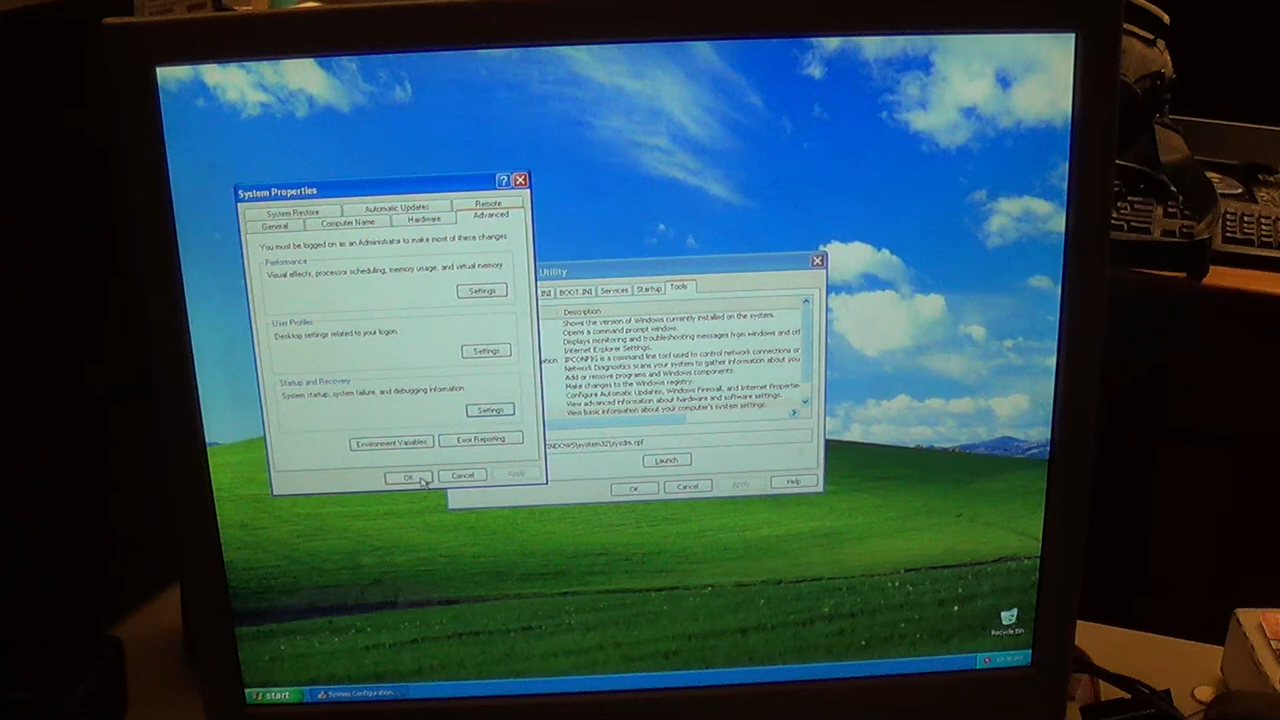 System Properties
System Restore
Automatic Updates
Remote
General
Computer Name
Hardware
Advanced
You must be logged on as an Administrator to make most of these changes.
Performance
Visual effects, processor scheduling, memory usage, and virtual memory
Settings
User Profiles
Desktop settings related to your logon
Settings
Startup and Recovery
System startup, system failure, and debugging information
Settings
Environment Variables
Error Reporting
OK
Cancel
Apply
Utility
.INI
BOOT.INI
Services
Startup
Tools
Description
Shows the version of Windows currently installed on the system.
Opens a command prompt window.
Displays monitoring and troubleshooting messages from windows and oth
Internet Explorer Settings.
ation
IPCONFIG is a command line tool used to control network connections or
Network Diagnostics scans your system to gather information about you
Add or remove programs and Windows components.
Make changes to the Windows registry.
Configure Automatic Updates, Windows Firewall, and Internet Propertie
View advanced information about hardware and software settings.
View basic information about your computer's system settings.
INDOWS\system32\sysdm.cpl
Launch
OK
Cancel
Apply
Help
Recycle Bin
start
System Configuration...